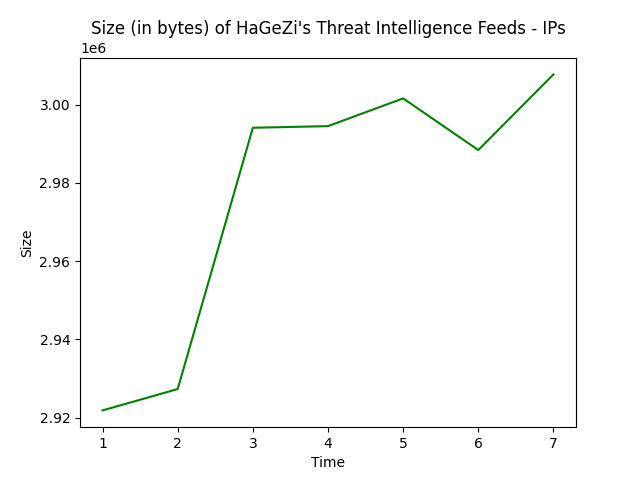 Size (in bytes) of HaGeZi's Threat Intelligence Feeds - IPs
1e6
3.00
2.98
2.96
2.94
2.92
Size
1 2 3 4 5 6 7
Time